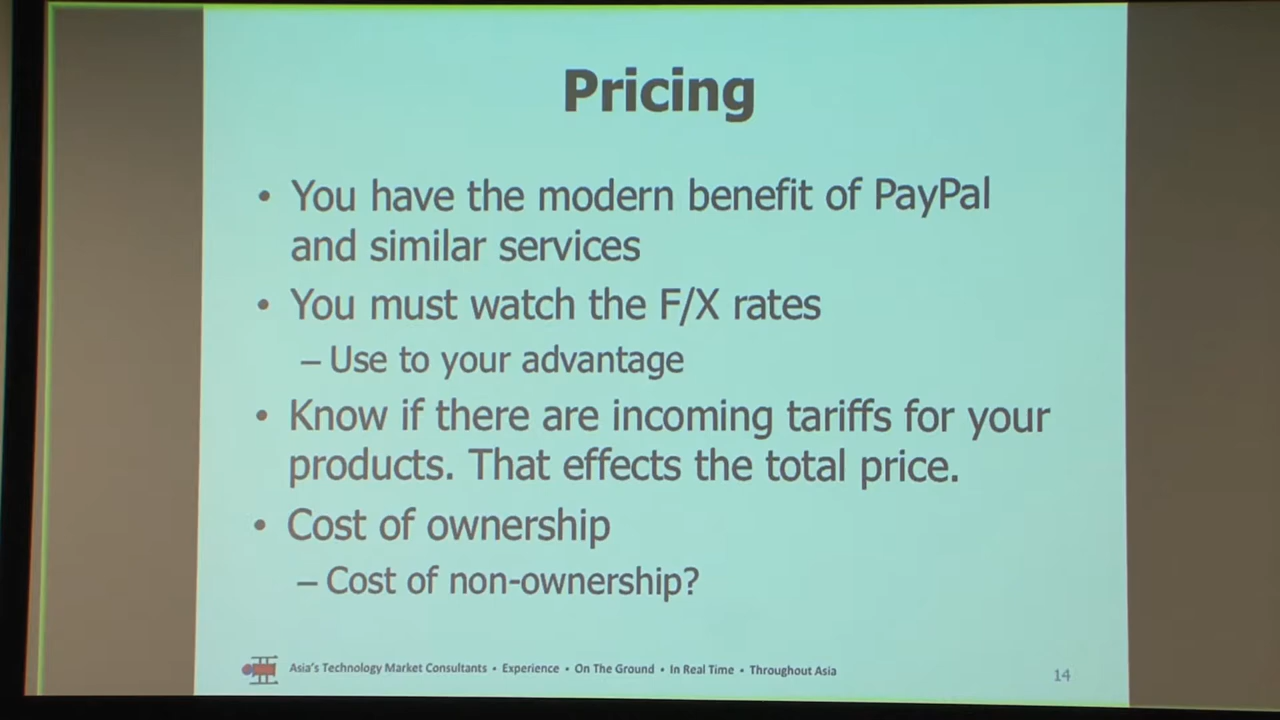 Pricing
• You have the modern benefit of PayPal
and similar services
• You must watch the F/X rates
– Use to your advantage
• Know if there are incoming tariffs for your
products. That effects the total price.
• Cost of ownership
– Cost of non-ownership?
Asia's Technology Market Consultants • Experience • On The Ground • In Real Time • Throughout Asia
14